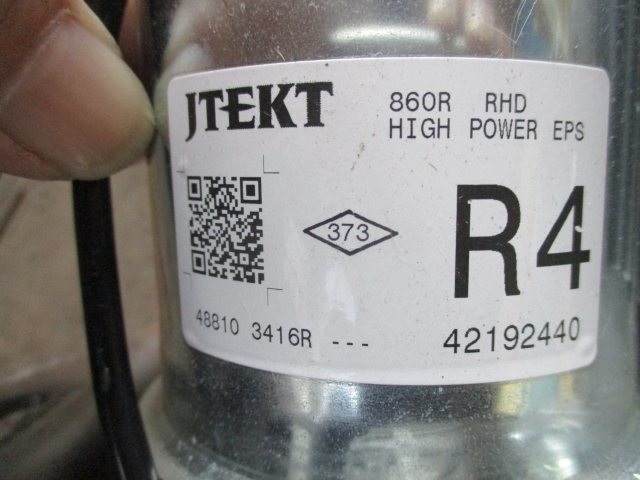 JTEKT
860R RHD
HIGH POWER EPS
373
R4
48810 3416R ---
42192440